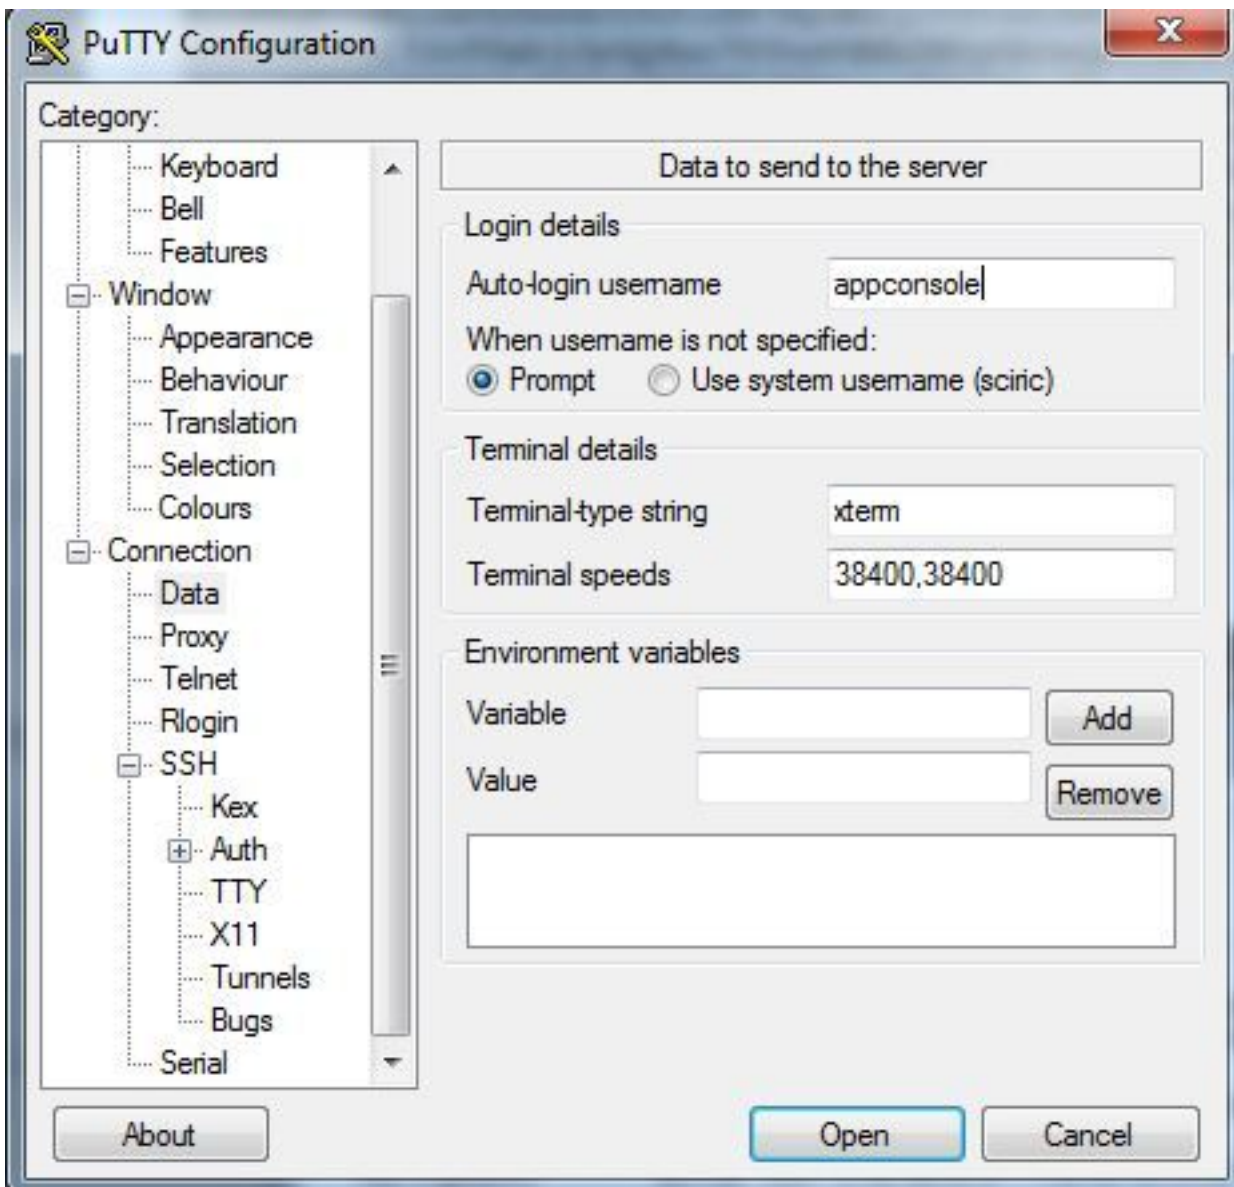 PuTTY Configuration
x
Category:
Keyboard
Bell
Features
Window
Appearance
Behaviour
Translation
Selection
Colours
Connection
Data
Proxy
Telnet
Rlogin
SSH
Kex
Auth
TTY
X11
Tunnels
Bugs
Serial
Data to send to the server
Login details
Auto-login username appconsole
When username is not specified:
Prompt Use system username (sciric)
Terminal details
Terminal-type string xterm
Terminal speeds 38400,38400
Environment variables
Variable Add
Value Remove
About Open Cancel